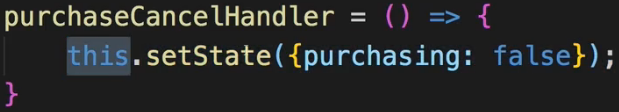 purchaseCancelHandler = () => {
    this.setState({purchasing: false});
}